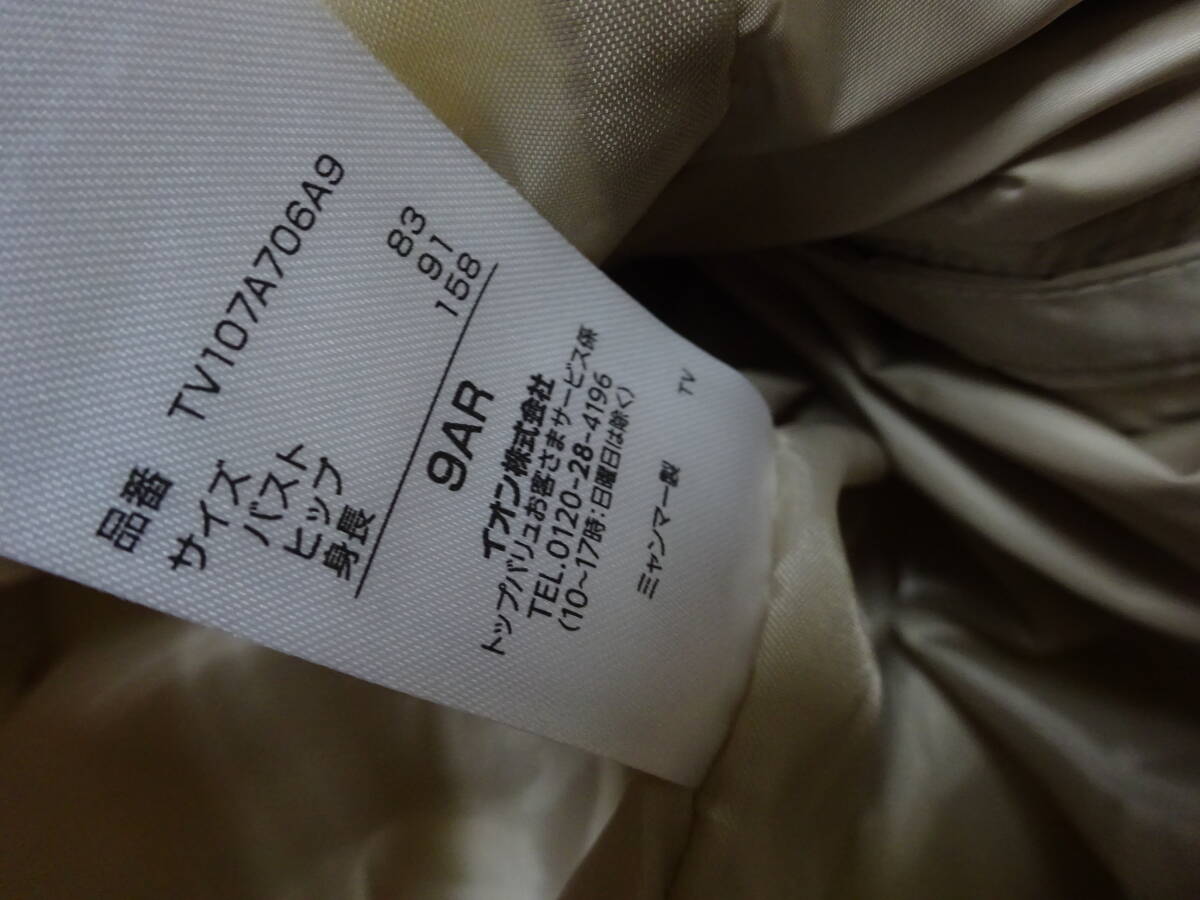 品番 TV107A706A9
サイズ
バスト 83
ヒップ 91
身長 158
9AR
イオン株式会社
トップバリュお客さまサービス係
TEL.0120-28-4196
(10~17時:日曜日は除く)
ミャンマー製 TV